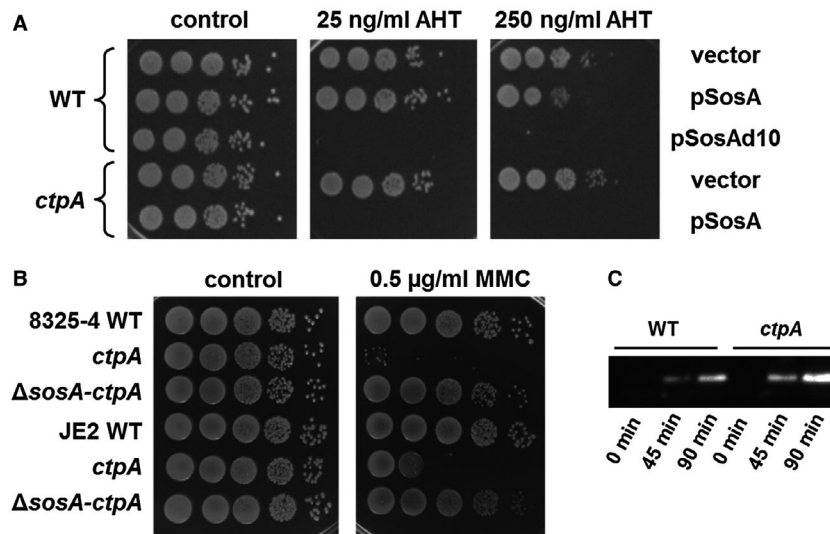 A
control
25 ng/ml AHT
250 ng/ml AHT
WT
vector
pSosA
pSosAd10
ctpA
vector
pSosA
B
control
0.5 µg/ml MMC
8325-4 WT
ctpA
ΔsosA-ctpA
JE2 WT
ctpA
ΔsosA-ctpA
C
WT
ctpA
0 min
45 min
90 min
0 min
45 min
90 min